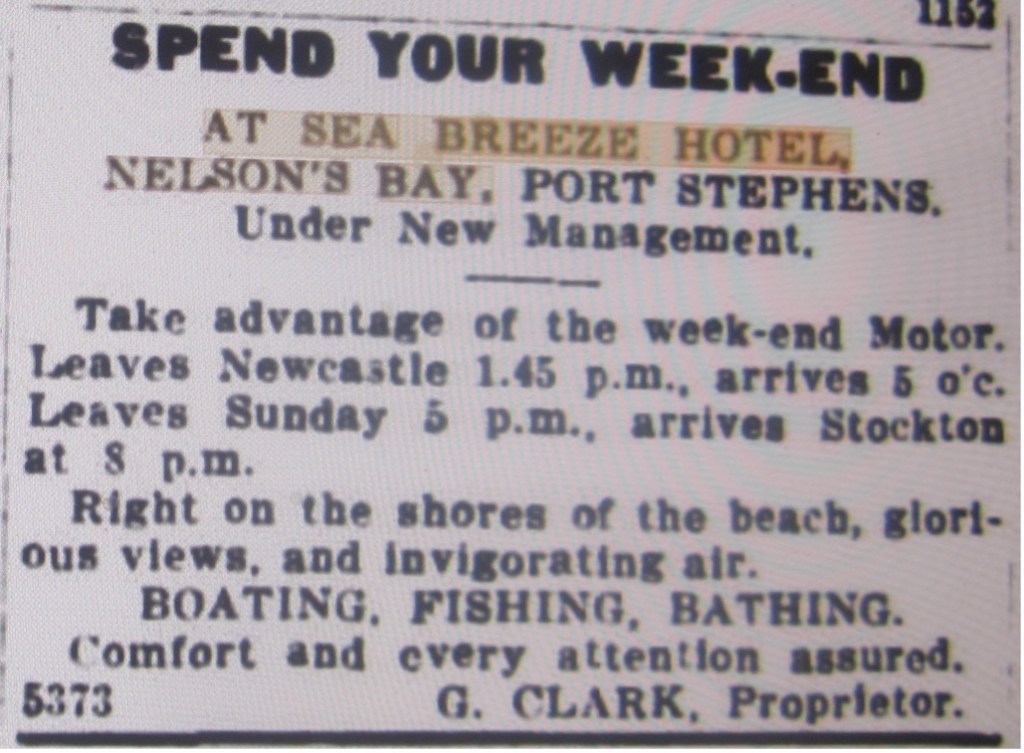 1152
SPEND YOUR WEEK-END
AT SEA BREEZE HOTEL,
NELSON'S BAY, PORT STEPHENS.
Under New Management.
Take advantage of the week-end Motor.
Leaves Newcastle 1.45 p.m., arrives 5 o'c.
Leaves Sunday 5 p.m., arrives Stockton
at 8 p.m.
Right on the shores of the beach, glori-
ous views, and invigorating air.
BOATING, FISHING, BATHING.
Comfort and every attention assured.
5373 G. CLARK, Proprietor.